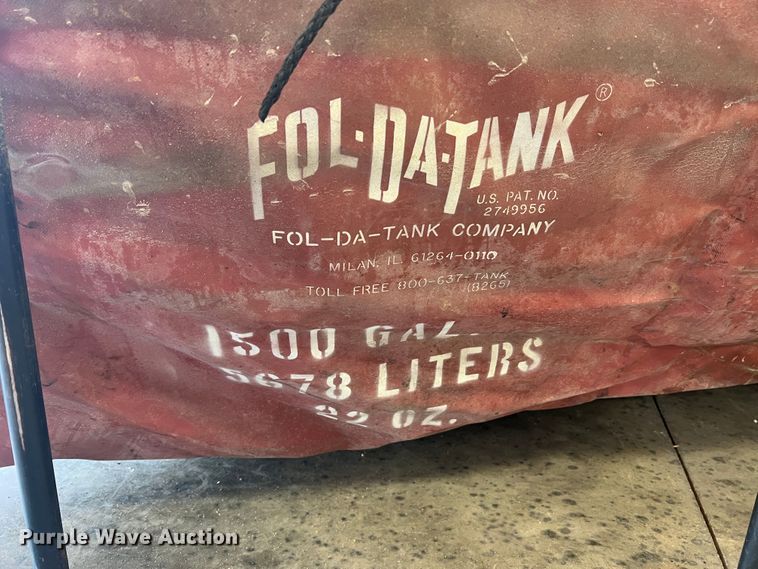 FOL-DA-TANK®
U.S. PAT. NO.
2749956
FOL-DA-TANK COMPANY
MILAN, IL. 61264-0110
TOLL FREE 800-637-TANK
(8265)
1500 GAL.
5678 LITERS
22 OZ.
Purple Wave Auction